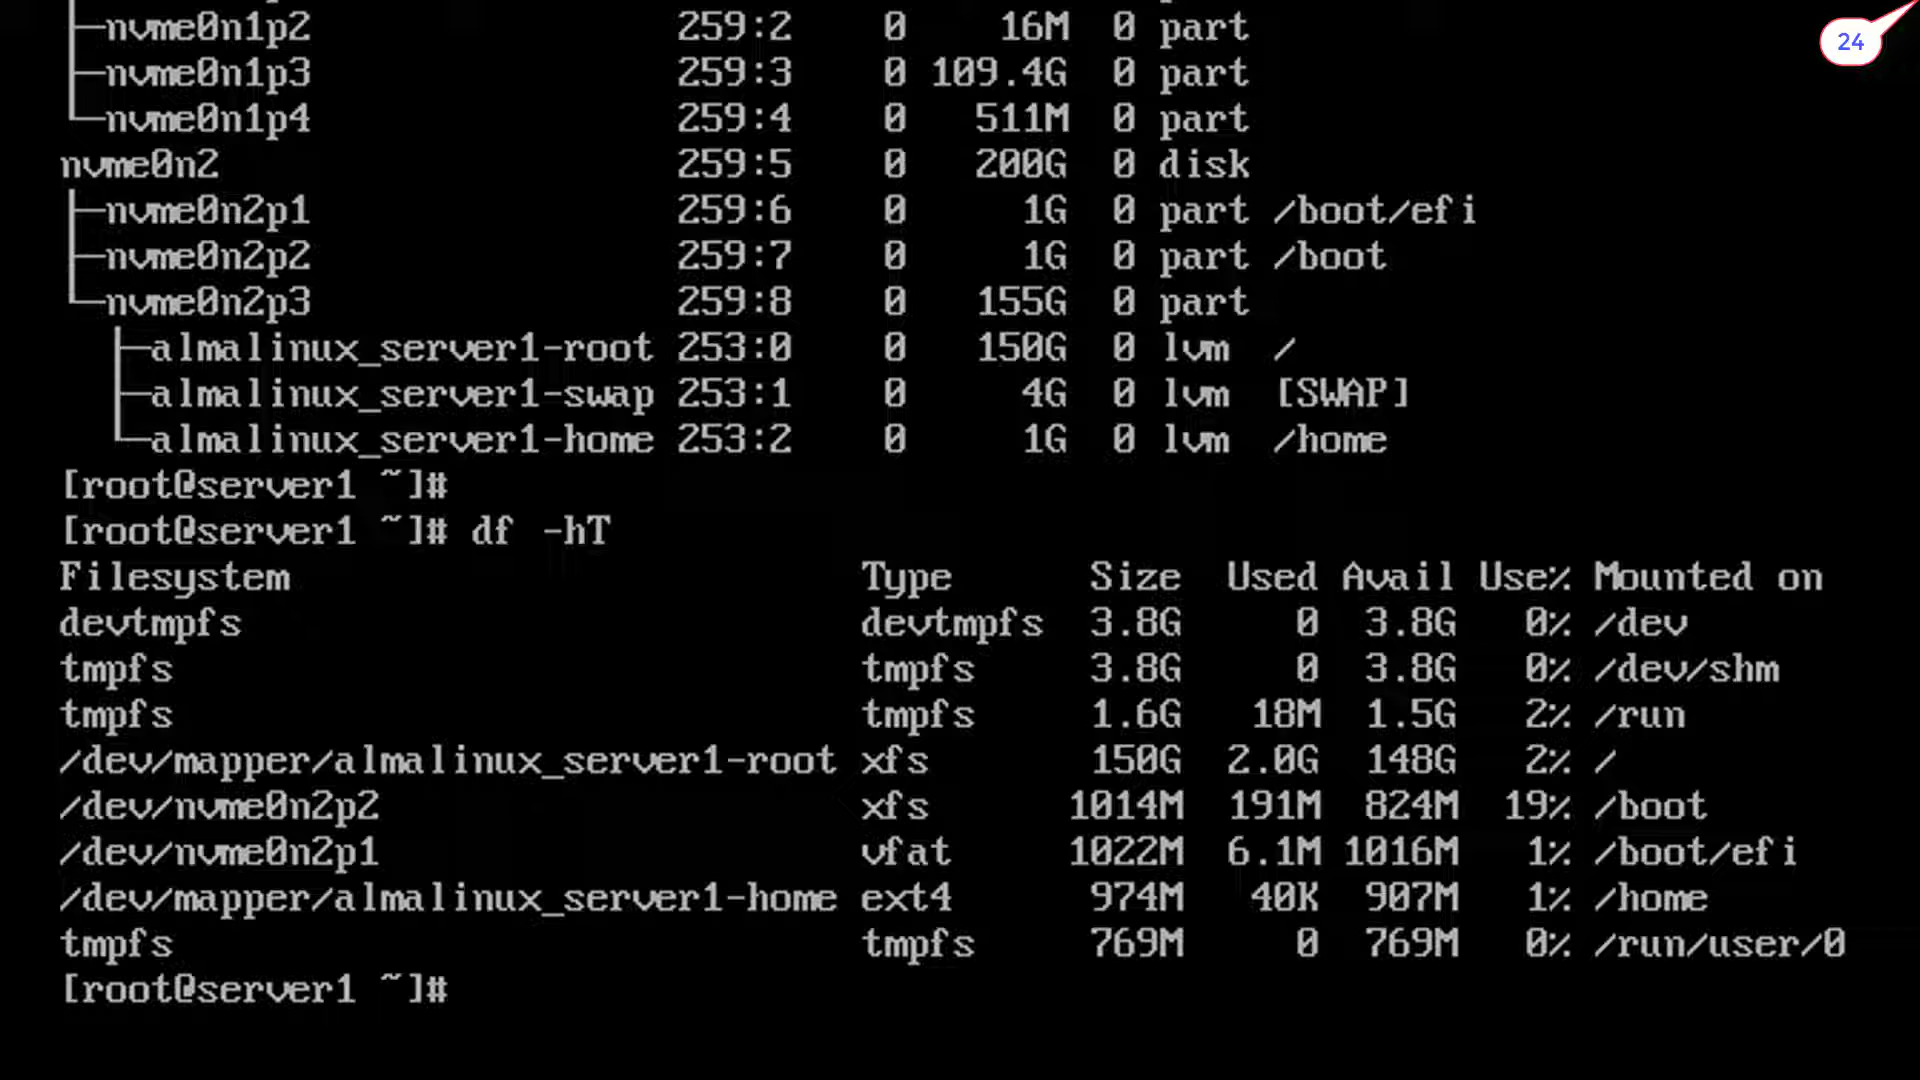 ├─nvme0n1p2                 259:2    0    16M  0 part
├─nvme0n1p3                 259:3    0 109.4G  0 part
└─nvme0n1p4                 259:4    0   511M  0 part
nvme0n2                     259:5    0   200G  0 disk
├─nvme0n2p1                 259:6    0     1G  0 part /boot/efi
├─nvme0n2p2                 259:7    0     1G  0 part /boot
└─nvme0n2p3                 259:8    0   155G  0 part
  ├─almalinux_server1-root 253:0    0   150G  0 lvm  /
  ├─almalinux_server1-swap 253:1    0     4G  0 lvm  [SWAP]
  └─almalinux_server1-home 253:2    0     1G  0 lvm  /home
[root@server1 ~]#
[root@server1 ~]# df -hT
Filesystem                         Type      Size  Used Avail Use% Mounted on
devtmpfs                           devtmpfs  3.8G     0  3.8G   0% /dev
tmpfs                              tmpfs     3.8G     0  3.8G   0% /dev/shm
tmpfs                              tmpfs     1.6G   18M  1.5G   2% /run
/dev/mapper/almalinux_server1-root xfs       150G  2.0G  148G   2% /
/dev/nvme0n2p2                     xfs      1014M  191M  824M  19% /boot
/dev/nvme0n2p1                     vfat     1022M  6.1M 1016M   1% /boot/efi
/dev/mapper/almalinux_server1-home ext4      974M   40K  907M   1% /home
tmpfs                              tmpfs     769M     0  769M   0% /run/user/0
[root@server1 ~]#
24